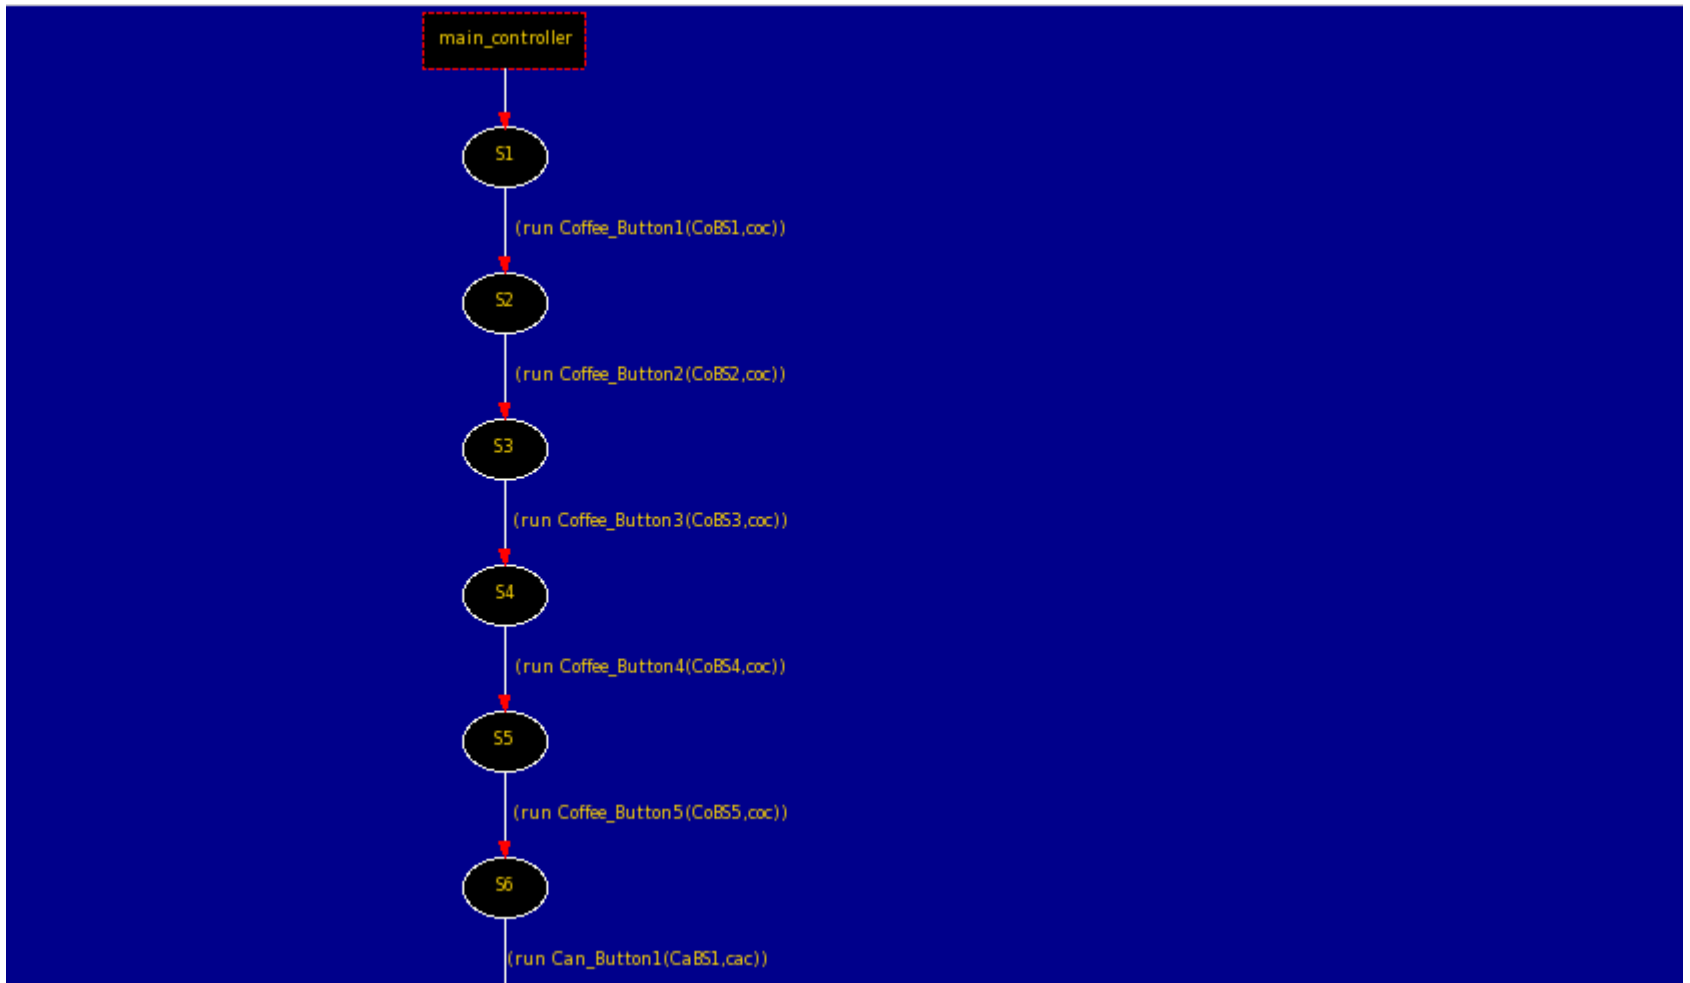 main_controller
S1
(run Coffee_Button1(CoBS1,coc))
S2
(run Coffee_Button2(CoBS2,coc))
S3
(run Coffee_Button3(CoBS3,coc))
S4
(run Coffee_Button4(CoBS4,coc))
S5
(run Coffee_Button5(CoBS5,coc))
S6
(run Can_Button1(CaBS1,cac))